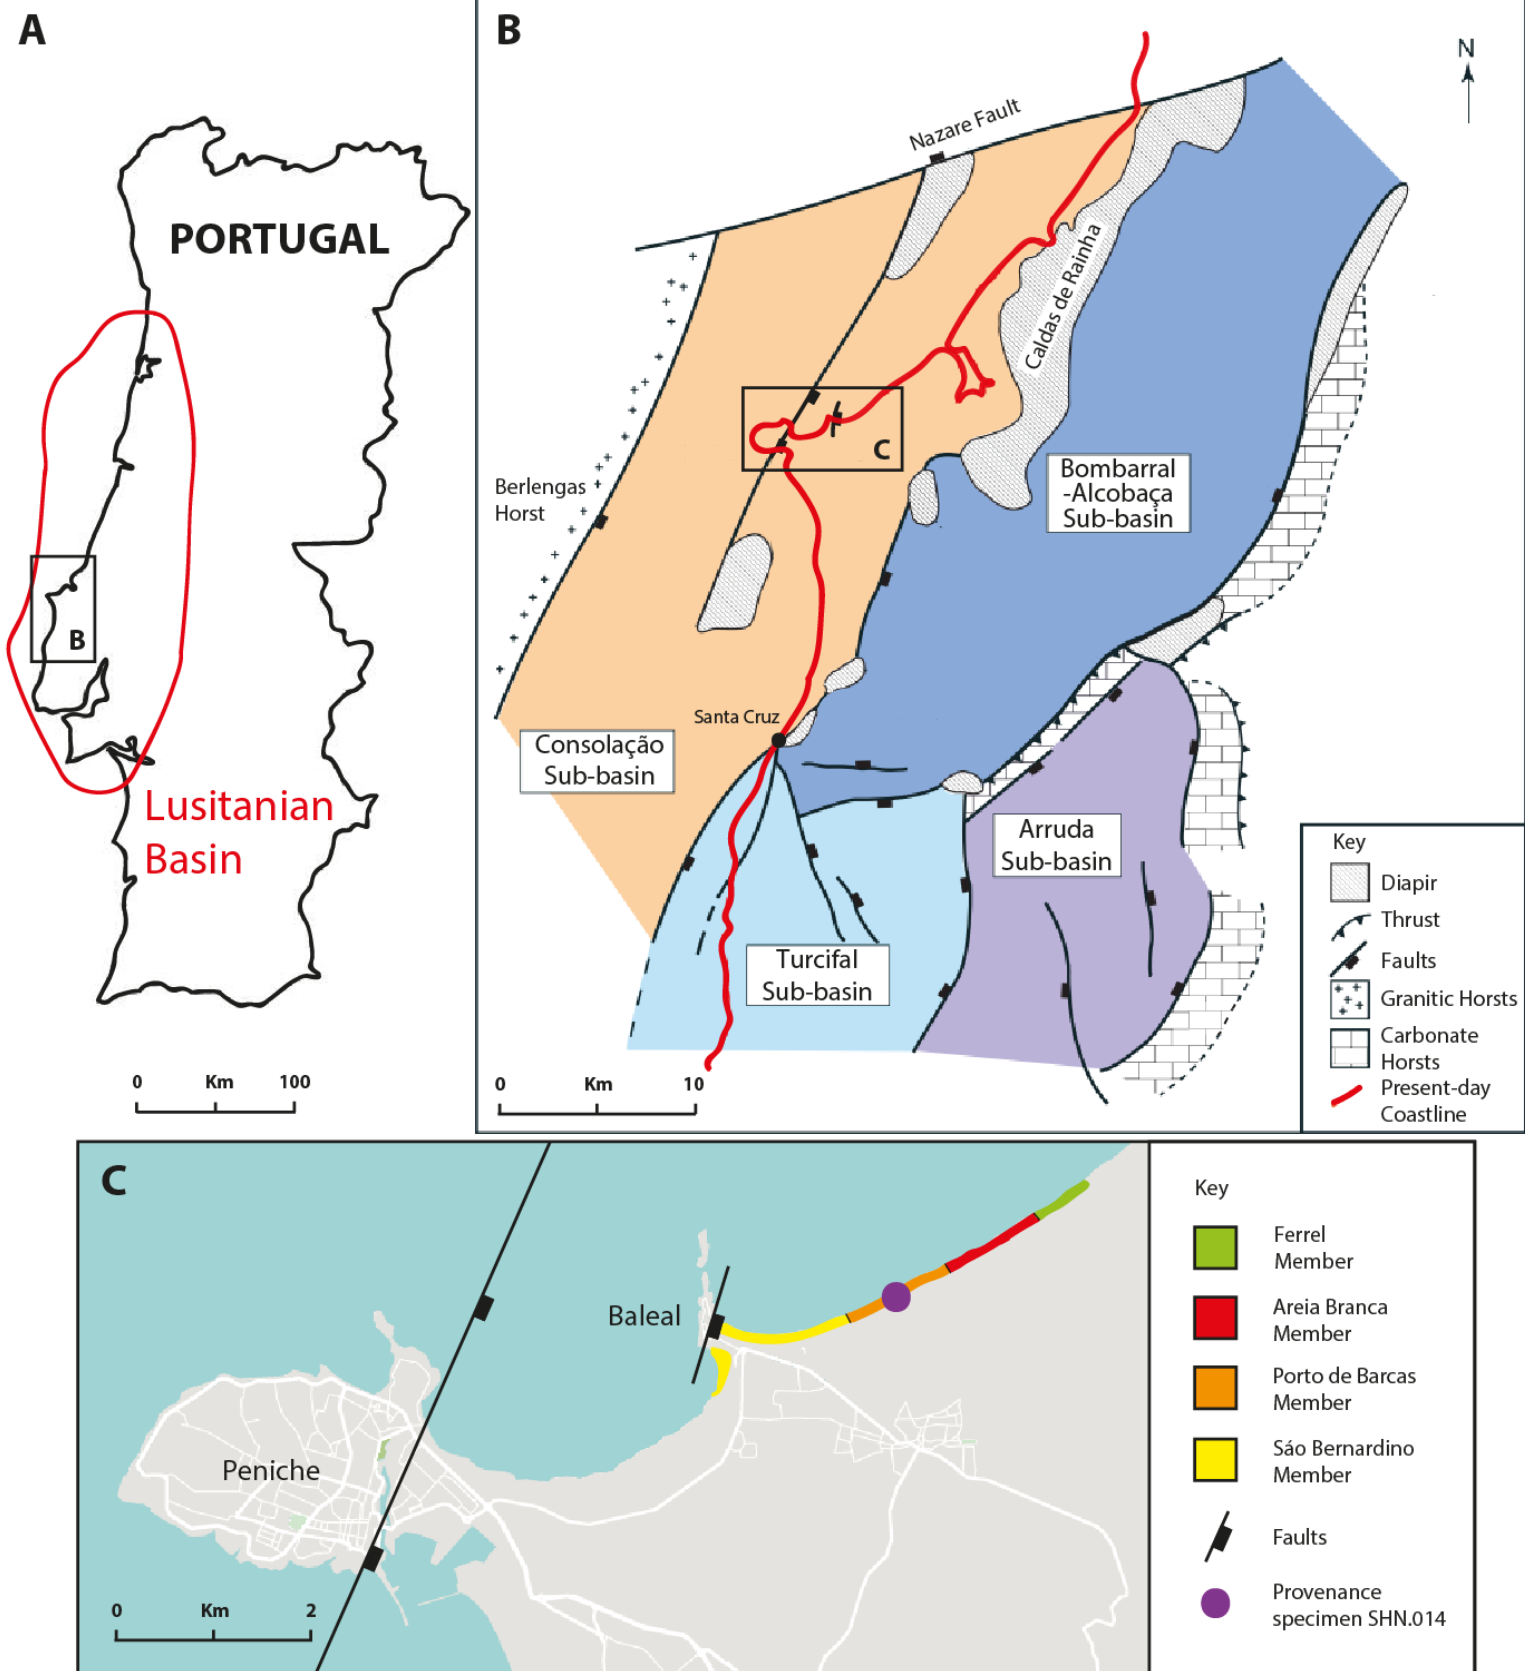 A
PORTUGAL
B
Lusitanian
Basin
0 Km 100
B
N
Nazare Fault
Caldas de Rainha
C
Berlengas
Horst
Bombarral
-Alcobaça
Sub-basin
Santa Cruz
Consolação
Sub-basin
Arruda
Sub-basin
Turcifal
Sub-basin
0 Km 10
Key
Diapir
Thrust
Faults
Granitic Horsts
Carbonate
Horsts
Present-day
Coastline
C
Baleal
Peniche
0 Km 2
Key
Ferrel
Member
Areia Branca
Member
Porto de Barcas
Member
Sáo Bernardino
Member
Faults
Provenance
specimen SHN.014